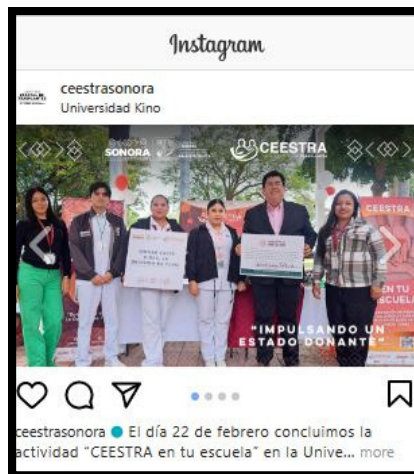 Instagram
ceestrasonora
Universidad Kino
SONORA
CEESTRA
CEESTRA
EN TU
ESCUELA
"IMPULSANDO UN
ESTADO DONANTE"
ceestrasonora El día 22 de febrero concluimos la
actividad "CEESTRA en tu escuela" en la Unive... more